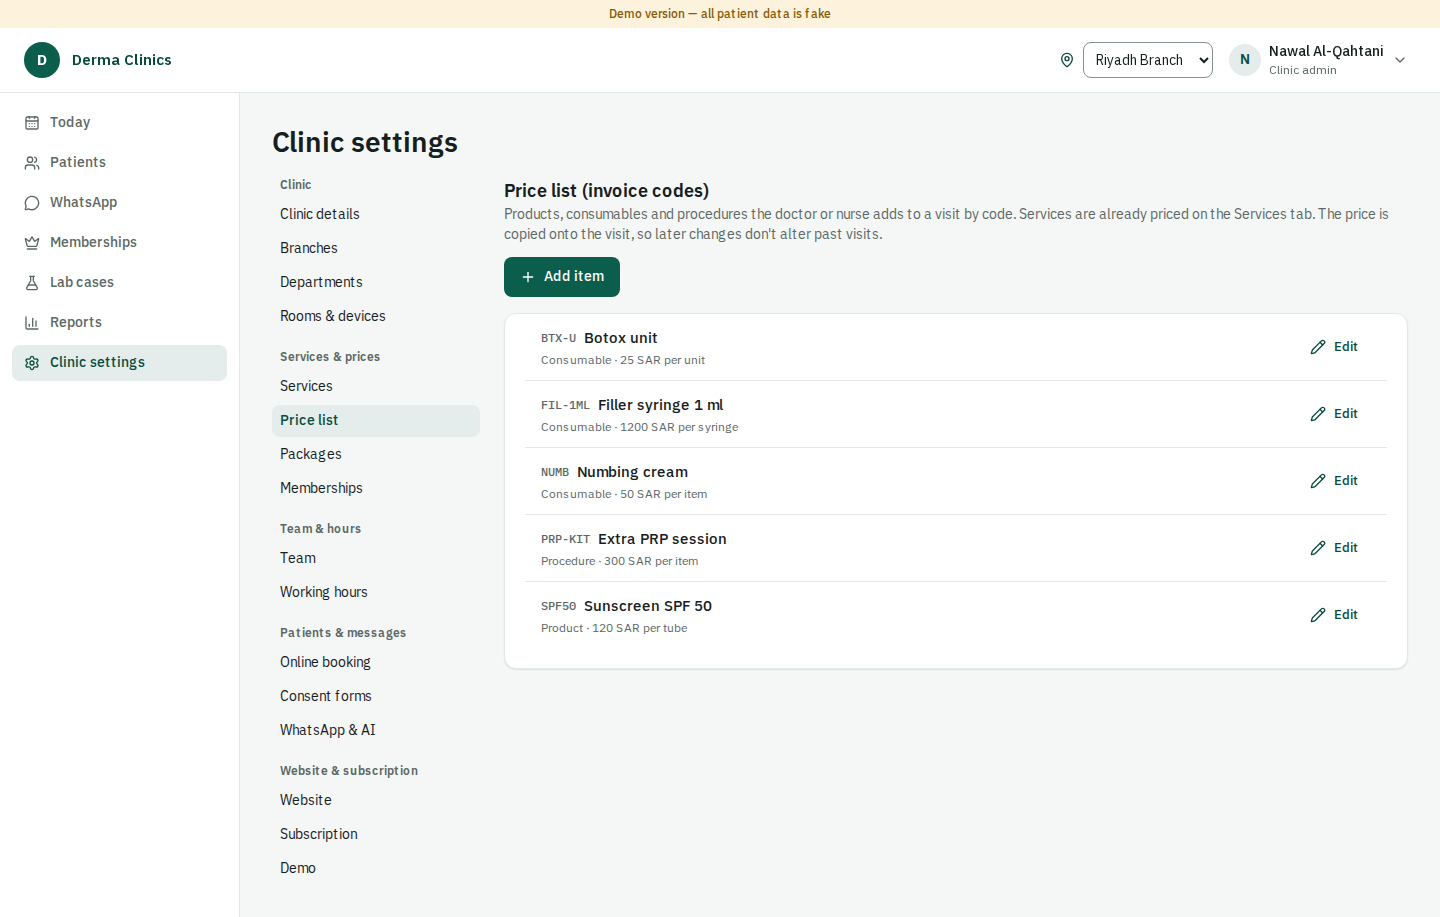 Demo version — all patient data is fake
D
Derma Clinics
Riyadh Branch
N
Nawal Al-Qahtani
Clinic admin
Today
Patients
WhatsApp
Memberships
Lab cases
Reports
Clinic settings
Clinic settings
Clinic
Clinic details
Branches
Departments
Rooms & devices
Services & prices
Services
Price list
Packages
Memberships
Team & hours
Team
Working hours
Patients & messages
Online booking
Consent forms
WhatsApp & AI
Website & subscription
Website
Subscription
Demo
Price list (invoice codes)
Products, consumables and procedures the doctor or nurse adds to a visit by code. Services are already priced on the Services tab. The price is
copied onto the visit, so later changes don't alter past visits.
Add item
BTX-U Botox unit
Consumable · 25 SAR per unit
Edit
FIL-1ML Filler syringe 1 ml
Consumable · 1200 SAR per syringe
Edit
NUMB Numbing cream
Consumable · 50 SAR per item
Edit
PRP-KIT Extra PRP session
Procedure · 300 SAR per item
Edit
SPF50 Sunscreen SPF 50
Product · 120 SAR per tube
Edit